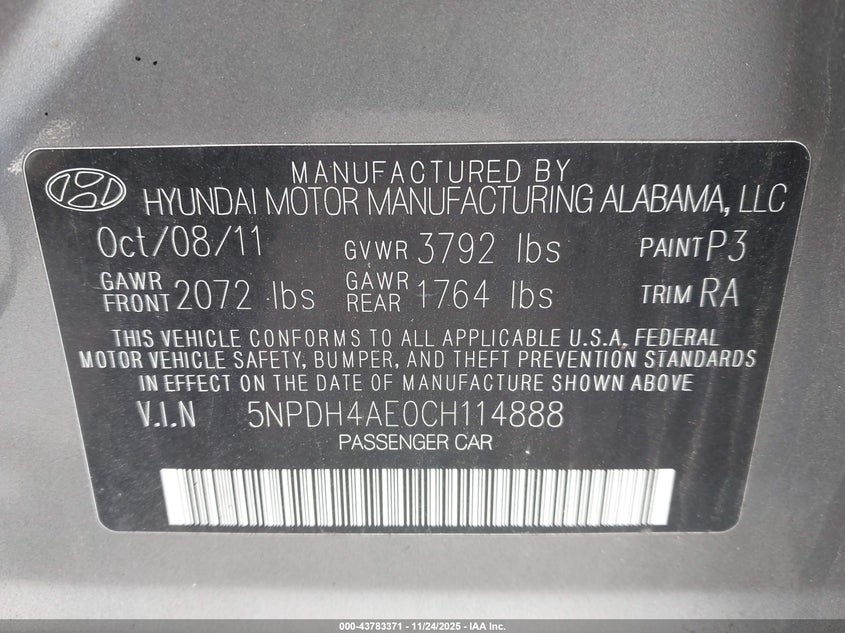 MANUFACTURED BY
HYUNDAI MOTOR MANUFACTURING ALABAMA, LLC
Oct/08/11 GVWR 3792 lbs PAINT P3
GAWR FRONT 2072 lbs GAWR REAR 1764 lbs TRIM RA
THIS VEHICLE CONFORMS TO ALL APPLICABLE U.S.A. FEDERAL
MOTOR VEHICLE SAFETY, BUMPER, AND THEFT PREVENTION STANDARDS
IN EFFECT ON THE DATE OF MANUFACTURE SHOWN ABOVE
V.I.N 5NPDH4AE0CH114888
PASSENGER CAR
000-43783371 - 11/24/2025 - IAA Inc.